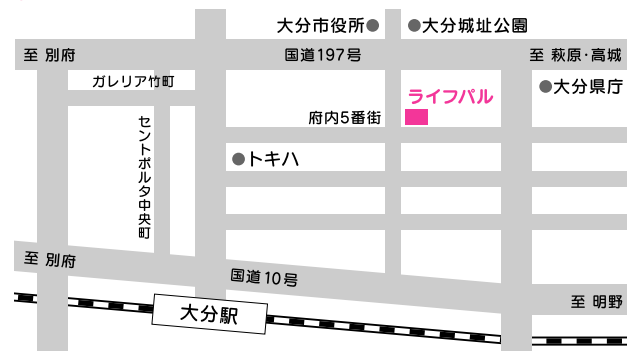 大分市役所
大分城址公園
至 別府
国道197号
至 萩原・高城
ガレリア竹町
ライフパル
大分県庁
府内5番街
セントポルタ中央町
トキハ
至 別府
国道10号
至 明野
大分駅